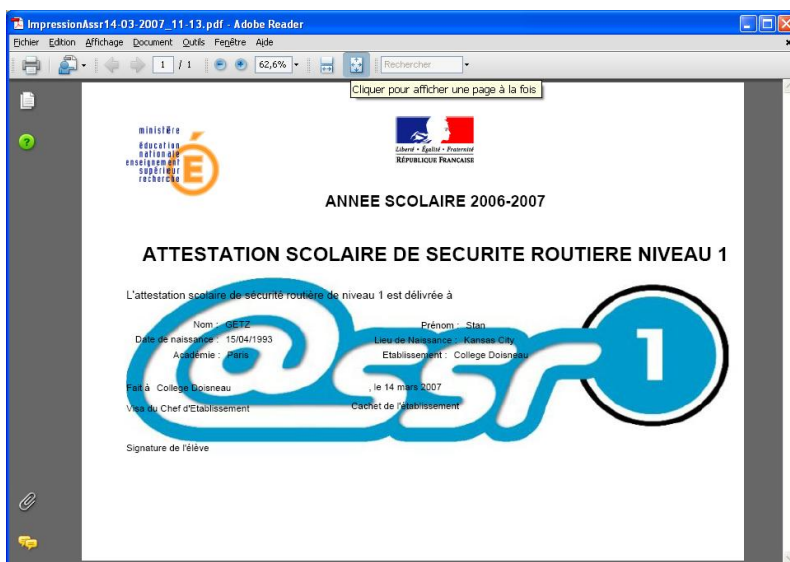 ImpressionAssr14-03-2007_11-13.pdf - Adobe Reader
Fichier Edition Affichage Document Outils Fenêtre Aide
1 / 1 62,6% Rechercher
Cliquer pour afficher une page à la fois
ministère
éducation
nationale
enseignement
supérieur
recherche
É
Liberté • Égalité • Fraternité
RÉPUBLIQUE FRANÇAISE
ANNEE SCOLAIRE 2006-2007
ATTESTATION SCOLAIRE DE SECURITE ROUTIERE NIVEAU 1
L'attestation scolaire de sécurité routière de niveau 1 est délivrée à
Nom : GETZ Prénom : Stan
Date de naissance : 15/04/1993 Lieu de Naissance : Kansas City
Académie : Paris Etablissement : College Doisneau
Fait à College Doisneau , le 14 mars 2007
Visa du Chef d'Etablissement Cachet de l'établissement
Signature de l'élève
@ssr 1